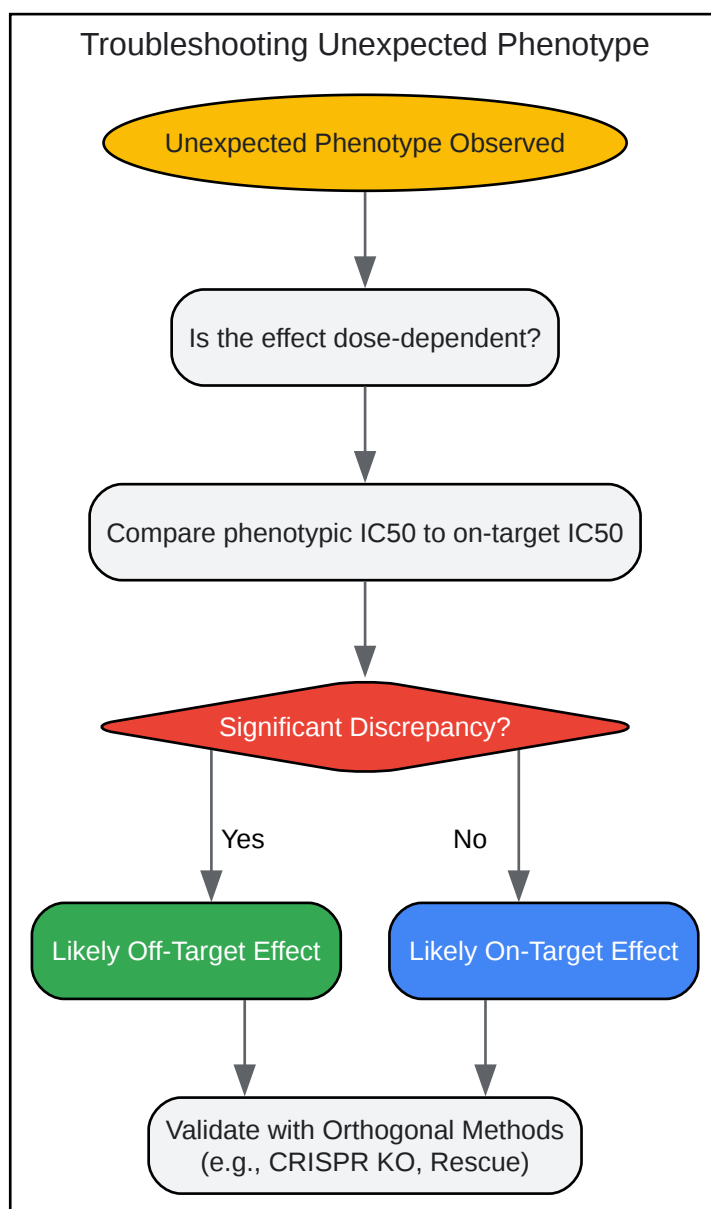 Troubleshooting Unexpected Phenotype
Unexpected Phenotype Observed
Is the effect dose-dependent?
Compare phenotypic IC50 to on-target IC50
Significant Discrepancy?
Yes
No
Likely Off-Target Effect
Likely On-Target Effect
Validate with Orthogonal Methods
(e.g., CRISPR KO, Rescue)